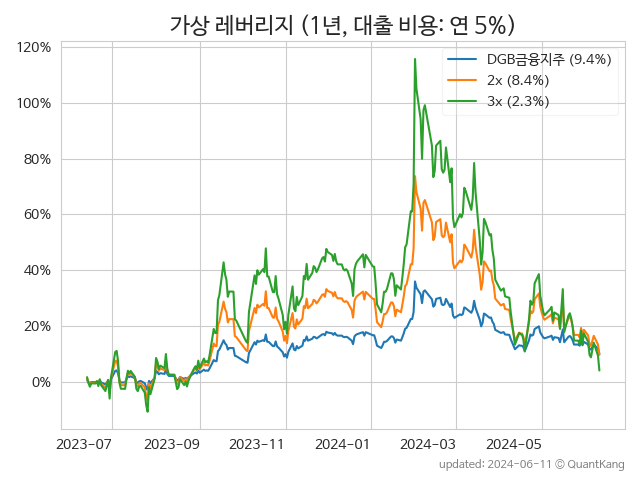 가상 레버리지 (1년, 대출 비용: 연 5%)
120%
100%
80%
60%
40%
20%
0%
DGB금융지주 (9.4%)
2x (8.4%)
3x (2.3%)
2023-07
2023-09
2023-11
2024-01
2024-03
2024-05
updated: 2024-06-11 © QuantKang